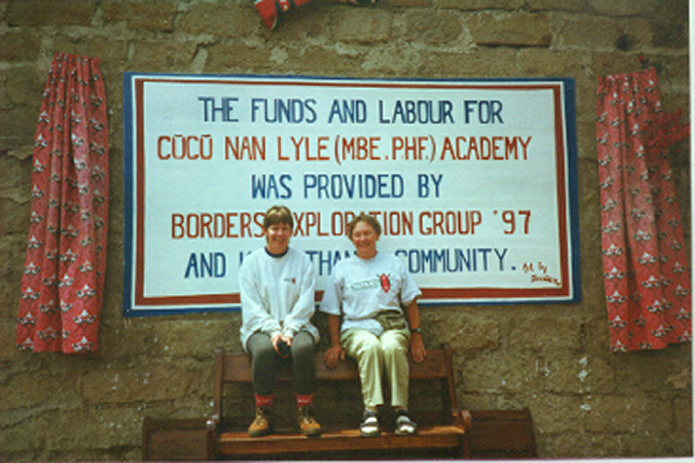 THE FUNDS AND LABOUR FOR
CŪCŪ NAN LYLE (MBE.PHF.) ACADEMY
WAS PROVIDED BY
BORDERS EXPLORATION GROUP '97
AND COMMUNITY.